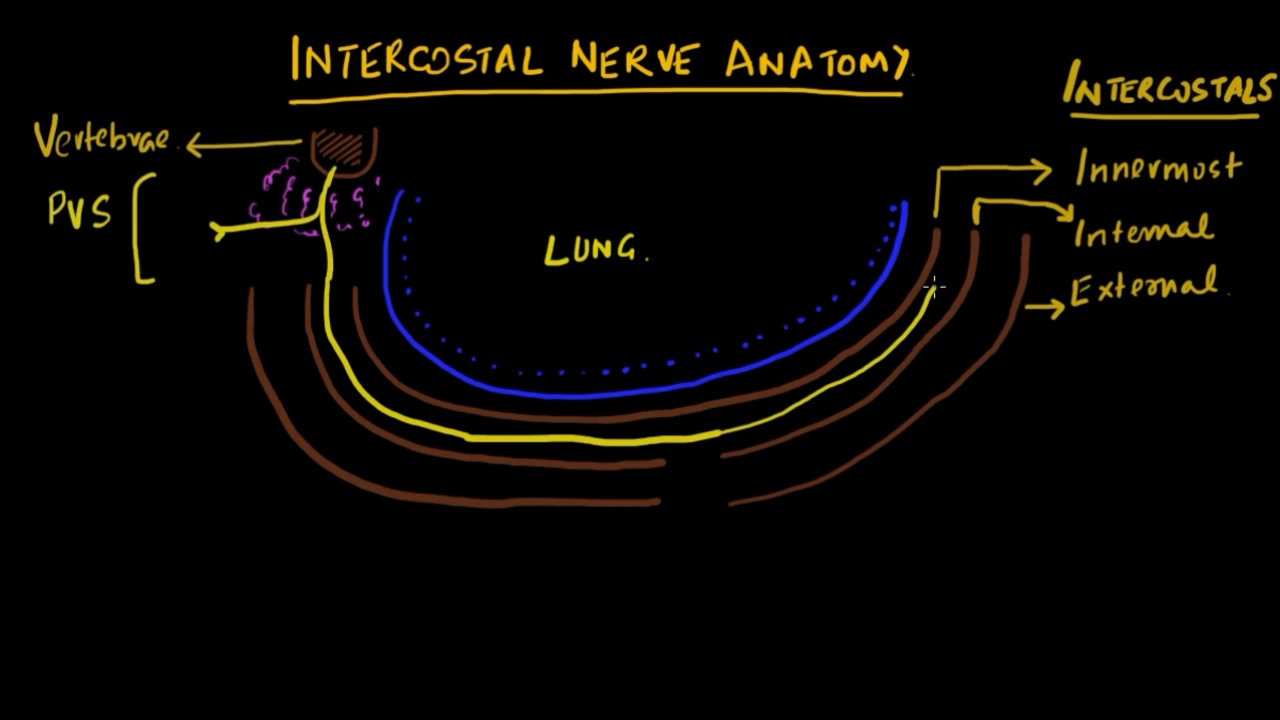 INTERCOSTAL NERVE ANATOMY.
INTERCOSTALS
Vertebrae.
PVS
LUNG.
Innermost
Internal
External.